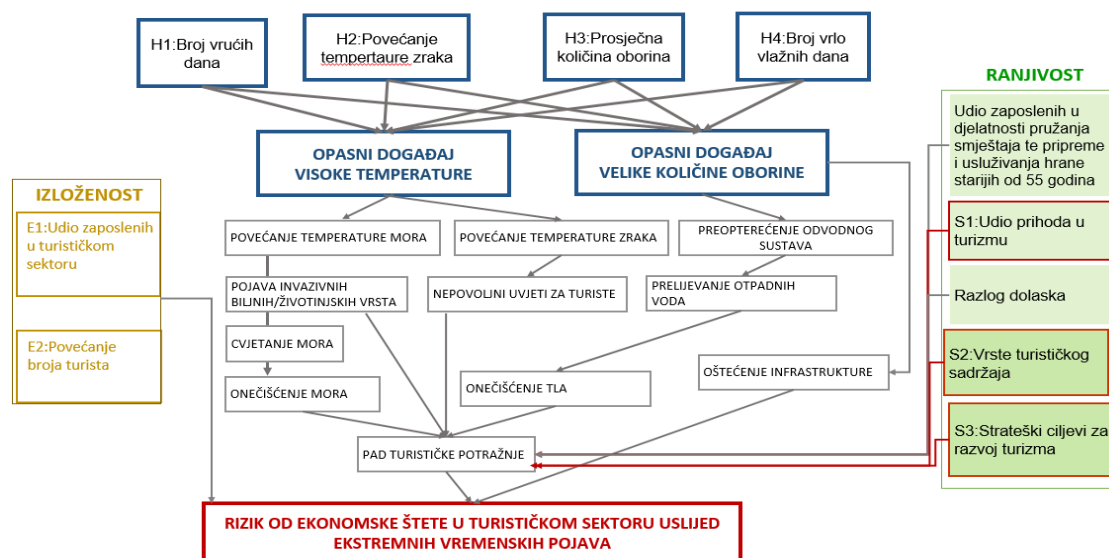 H1:Broj vrućih
dana
H2:Povećanje
tempertaure zraka
H3:Prosječna
količina oborina
H4:Broj vrlo
vlažnih dana
RANJIVOST
Udio zaposlenih u
djelatnosti pružanja
smještaja te pripreme
i usluživanja hrane
starijih od 55 godina
S1:Udio prihoda u
turizmu
Razlog dolaska
S2:Vrste turističkog
sadržaja
S3:Strateški ciljevi za
razvoj turizma
OPASNI DOGAĐAJ
VISOKE TEMPERATURE
OPASNI DOGAĐAJ
VELIKE KOLIČINE OBORINE
IZLOŽENOST
E1:Udio zaposlenih
u turističkom
sektoru
E2:Povećanje
broja turista
POVEĆANJE TEMPERATURE MORA
POVEĆANJE TEMPERATURE ZRAKA
PREOPTEREĆENJE ODVODNOG
SUSTAVA
POJAVA INVAZIVNIH
BILJNIH/ŽIVOTINJSKIH VRSTA
NEPOVOLJNI UVJETI ZA TURISTE
PRELIJEVANJE OTPADNIH
VODA
CVJETANJE MORA
ONEČIŠĆENJE MORA
ONEČIŠĆENJE TLA
OŠTEĆENJE INFRASTRUKTURE
PAD TURISTIČKE POTRAŽNJE
RIZIK OD EKONOMSKE ŠTETE U TURISTIČKOM SEKTORU USLIJED
EKSTREMNIH VREMENSKIH POJAVA